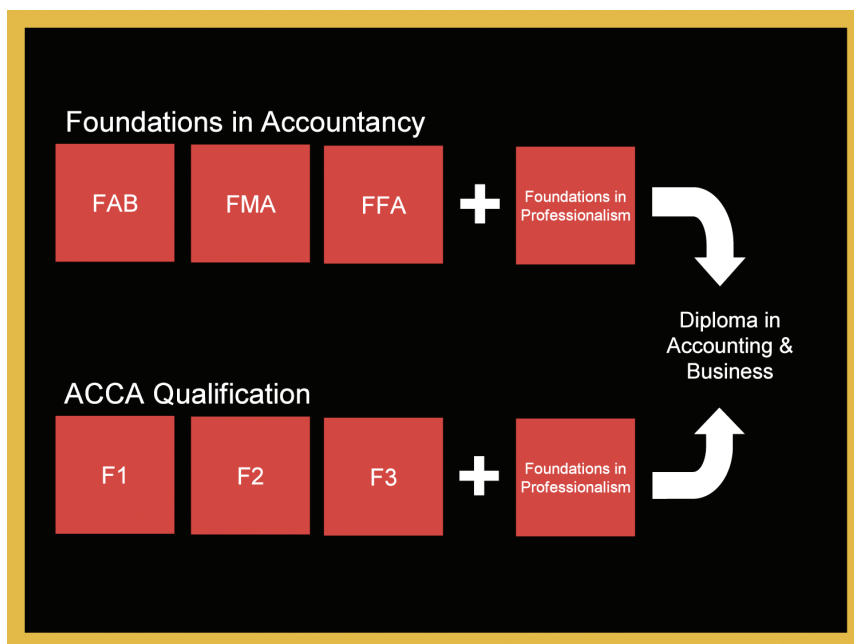 Foundations in Accountancy
FAB
FMA
FFA
+
Foundations in
Professionalism
Diploma in
Accounting &
Business
ACCA Qualification
F1
F2
F3
+
Foundations in
Professionalism